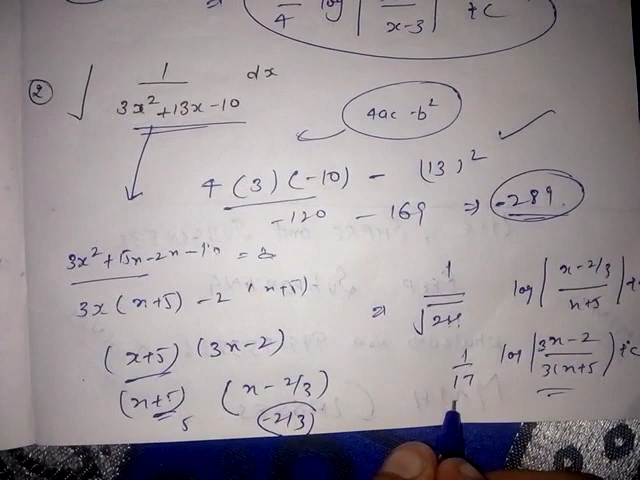 1/4 log | / x-3 | + C
② ∫ 1/(3x² + 13x - 10) dx
4ac - b²
4 (3) (-10) - (13)²
-120 - 169 ⇒ -289
3x² + 15x - 2x - 10 =
3x (x+5) - 2 (x+5)
(x+5) (3x-2)
(x+5) (x - 2/3)
5 -2/3
1/√289 log | (x - 2/3)/(x+5) | + c
1/17 log | (3x-2)/3(x+5) | + c